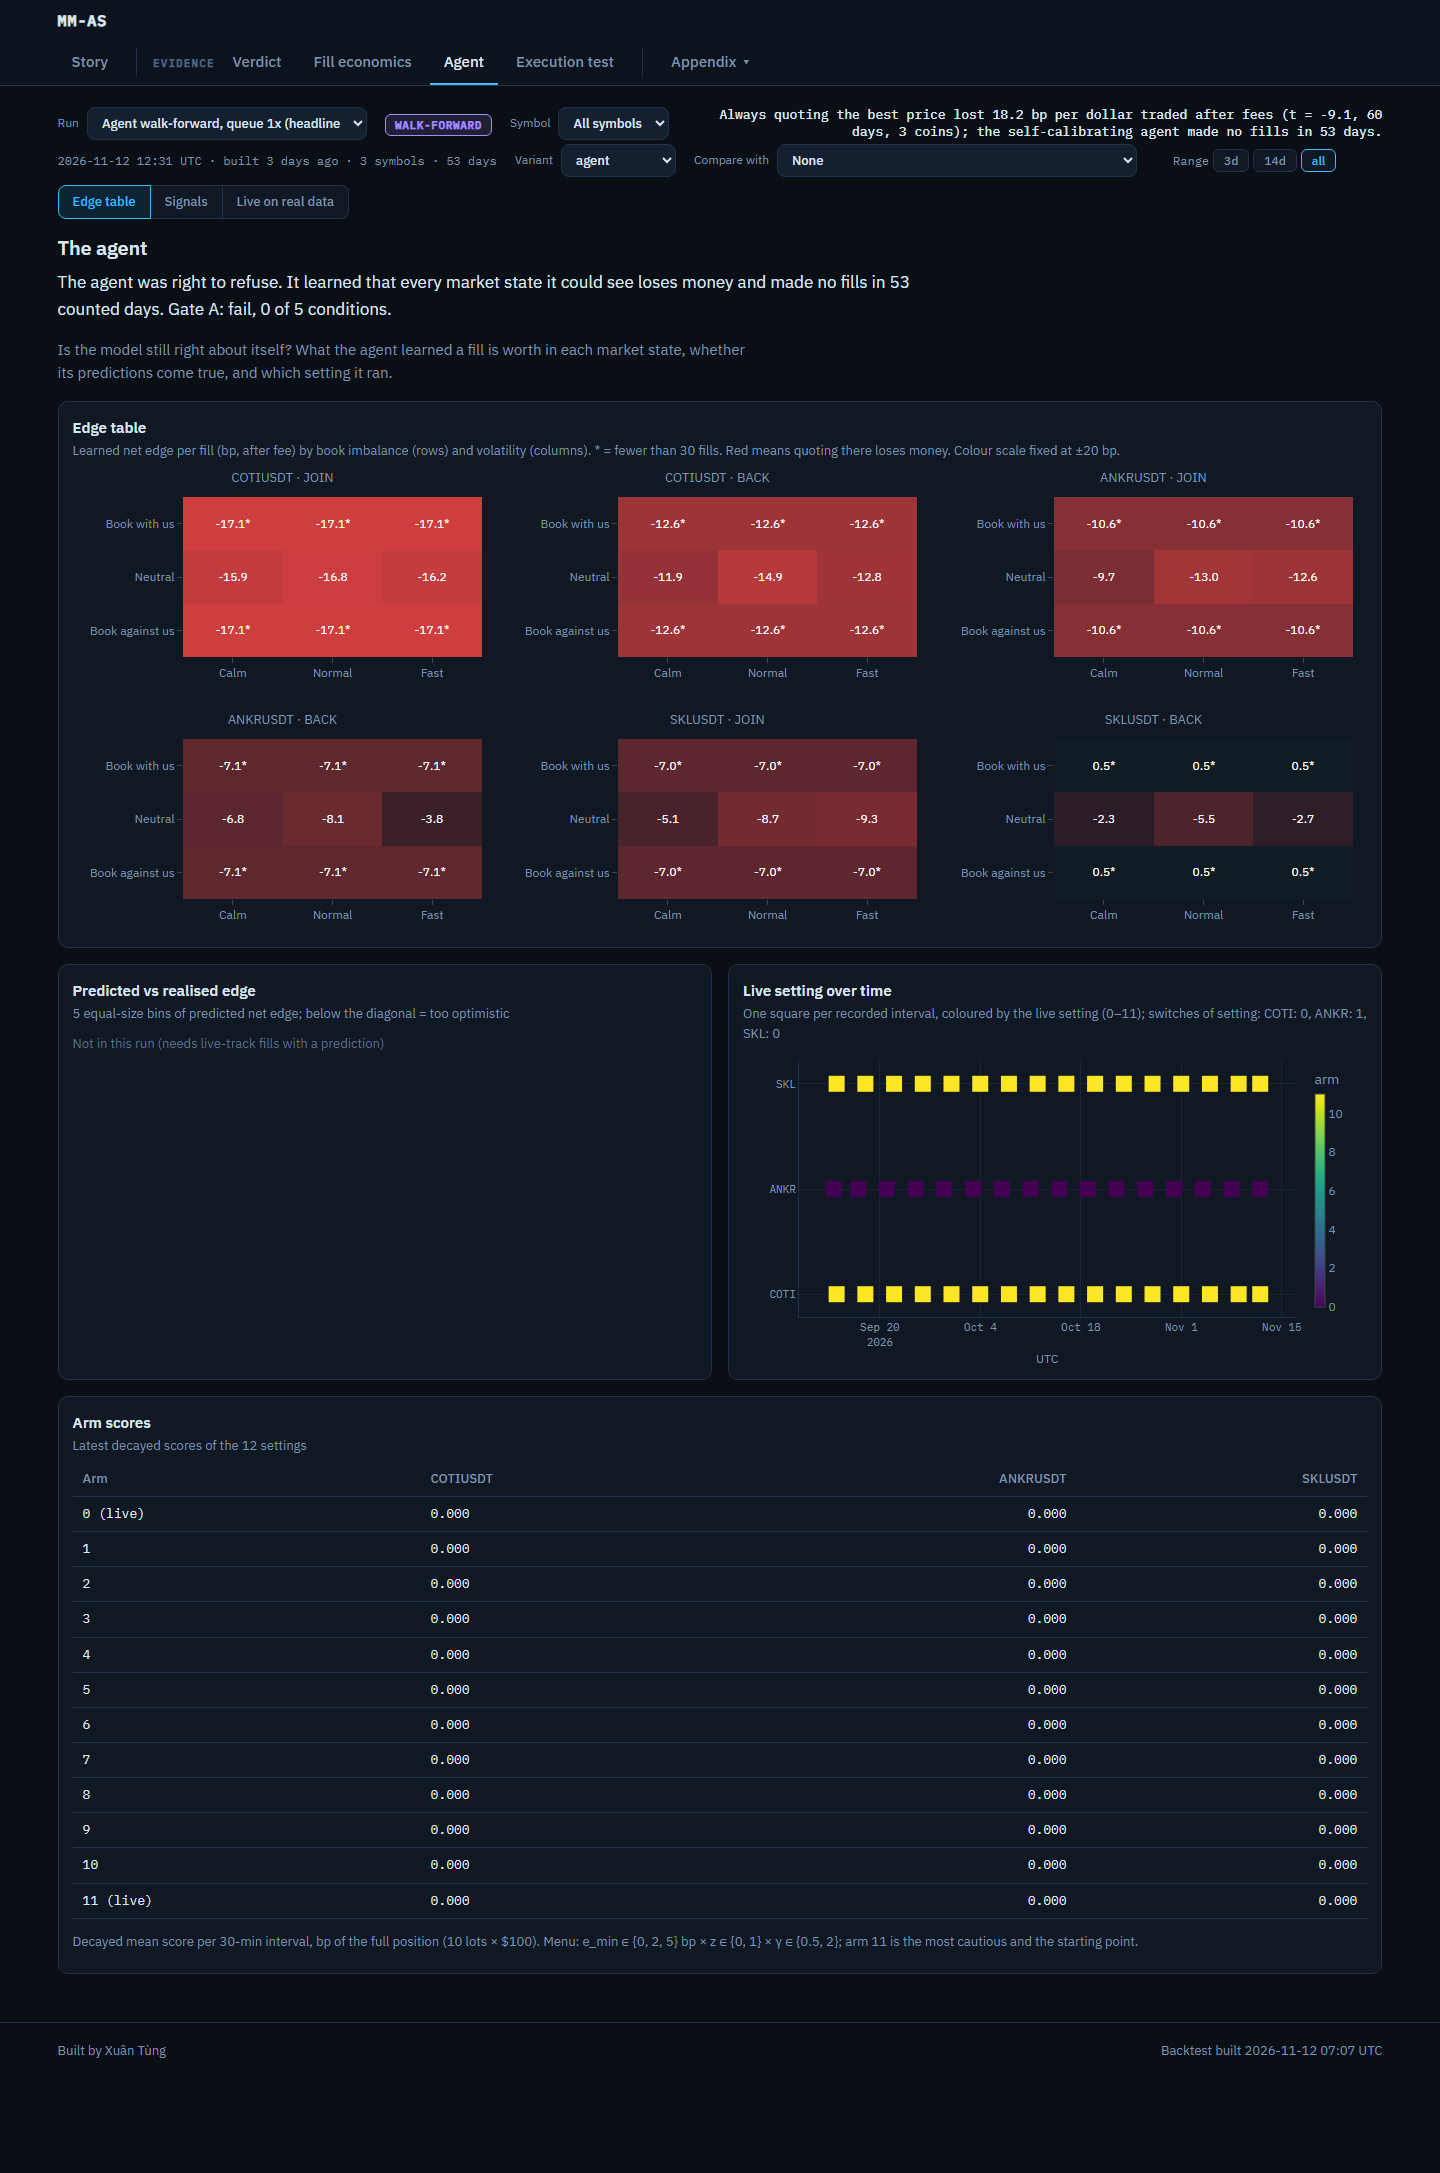 MM-AS
Story EVIDENCE Verdict Fill economics Agent Execution test Appendix ▾
Run Agent walk-forward, queue 1x (headline WALK-FORWARD Symbol All symbols
Always quoting the best price lost 18.2 bp per dollar traded after fees (t = -9.1, 60
days, 3 coins); the self-calibrating agent made no fills in 53 days.
2026-11-12 12:31 UTC · built 3 days ago · 3 symbols · 53 days Variant agent Compare with None Range 3d 14d all
Edge table Signals Live on real data
The agent
The agent was right to refuse. It learned that every market state it could see loses money and made no fills in 53
counted days. Gate A: fail, 0 of 5 conditions.
Is the model still right about itself? What the agent learned a fill is worth in each market state, whether
its predictions come true, and which setting it ran.
Edge table
Learned net edge per fill (bp, after fee) by book imbalance (rows) and volatility (columns). * = fewer than 30 fills. Red means quoting there loses money. Colour scale fixed at ±20 bp.
COTIUSDT · JOIN COTIUSDT · BACK ANKRUSDT · JOIN
Book with us -17.1* -17.1* -17.1* Book with us -12.6* -12.6* -12.6* Book with us -10.6* -10.6* -10.6*
Neutral -15.9 -16.8 -16.2 Neutral -11.9 -14.9 -12.8 Neutral -9.7 -13.0 -12.6
Book against us -17.1* -17.1* -17.1* Book against us -12.6* -12.6* -12.6* Book against us -10.6* -10.6* -10.6*
Calm Normal Fast Calm Normal Fast Calm Normal Fast
ANKRUSDT · BACK SKLUSDT · JOIN SKLUSDT · BACK
Book with us -7.1* -7.1* -7.1* Book with us -7.0* -7.0* -7.0* Book with us 0.5* 0.5* 0.5*
Neutral -6.8 -8.1 -3.8 Neutral -5.1 -8.7 -9.3 Neutral -2.3 -5.5 -2.7
Book against us -7.1* -7.1* -7.1* Book against us -7.0* -7.0* -7.0* Book against us 0.5* 0.5* 0.5*
Calm Normal Fast Calm Normal Fast Calm Normal Fast
Predicted vs realised edge
5 equal-size bins of predicted net edge; below the diagonal = too optimistic
Not in this run (needs live-track fills with a prediction)
Live setting over time
One square per recorded interval, coloured by the live setting (0–11); switches of setting: COTI: 0, ANKR: 1,
SKL: 0
SKL
ANKR
COTI
Sep 20 Oct 4 Oct 18 Nov 1 Nov 15
2026
UTC
arm
10
8
6
4
2
0
Arm scores
Latest decayed scores of the 12 settings
Arm COTIUSDT ANKRUSDT SKLUSDT
0 (live) 0.000 0.000 0.000
1 0.000 0.000 0.000
2 0.000 0.000 0.000
3 0.000 0.000 0.000
4 0.000 0.000 0.000
5 0.000 0.000 0.000
6 0.000 0.000 0.000
7 0.000 0.000 0.000
8 0.000 0.000 0.000
9 0.000 0.000 0.000
10 0.000 0.000 0.000
11 (live) 0.000 0.000 0.000
Decayed mean score per 30-min interval, bp of the full position (10 lots × $100). Menu: e_min ∈ {0, 2, 5} bp × z ∈ {0, 1} × γ ∈ {0.5, 2}; arm 11 is the most cautious and the starting point.
Built by Xuân Tùng Backtest built 2026-11-12 07:07 UTC